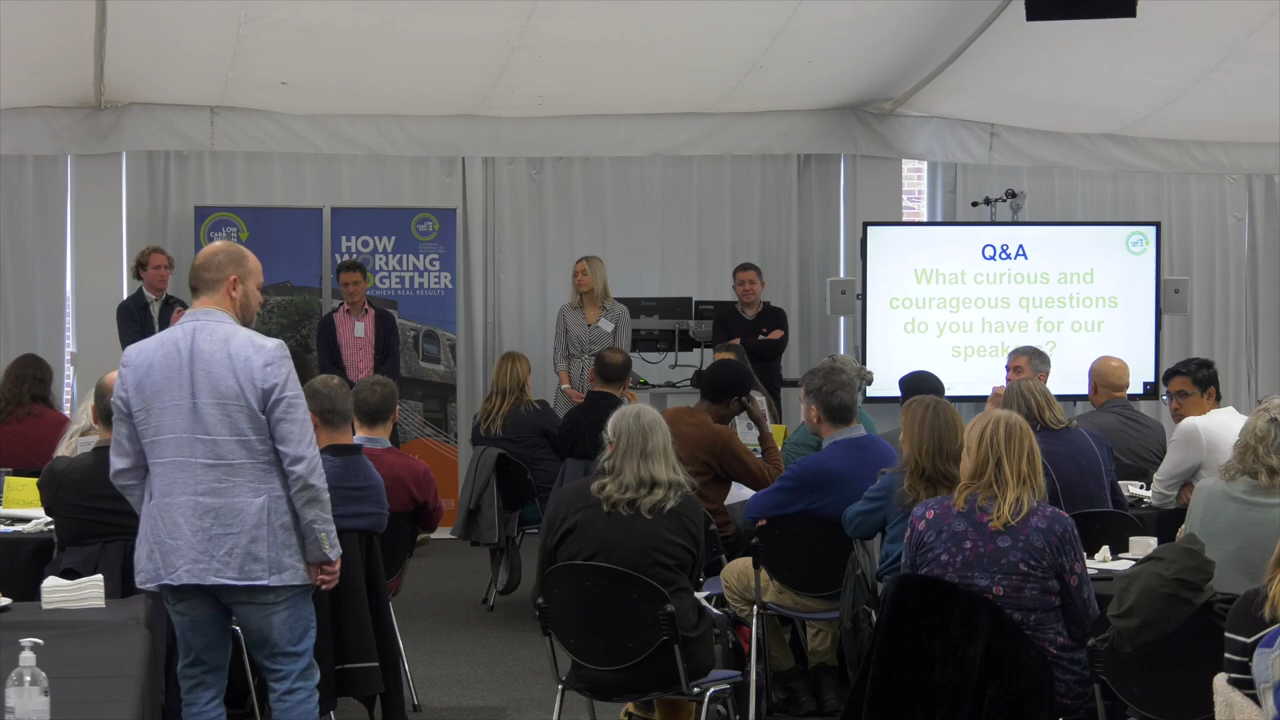 LOW
CARBON
HOW
WORKING
TOGETHER
ACHIEVE REAL RESULTS
Q&A
What curious and
courageous questions
do you have for our